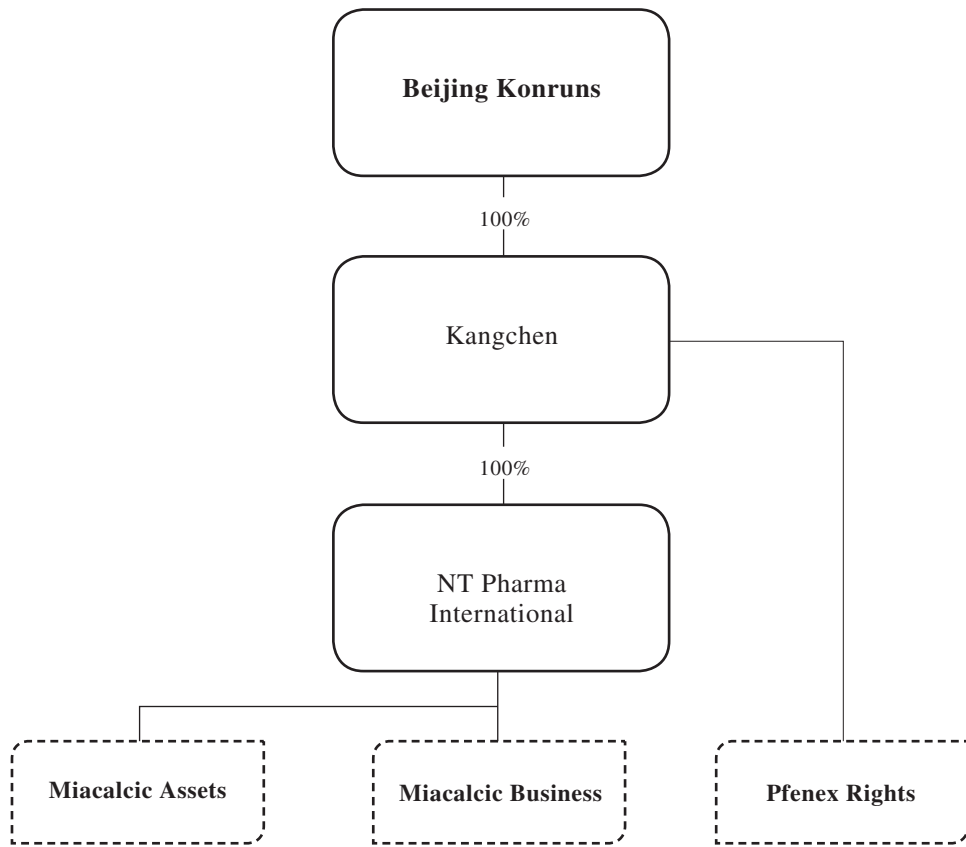 Beijing Konruns
100%
Kangchen
100%
NT Pharma
International
Miacalcic Assets
Miacalcic Business
Pfenex Rights